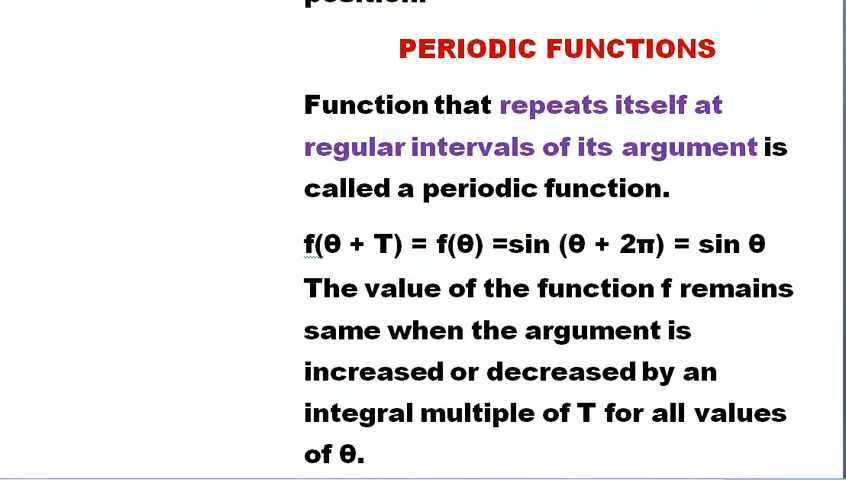 position.
PERIODIC FUNCTIONS
Function that repeats itself at
regular intervals of its argument is
called a periodic function.
f(θ + T) = f(θ) =sin (θ + 2π) = sin θ
The value of the function f remains
same when the argument is
increased or decreased by an
integral multiple of T for all values
of θ.